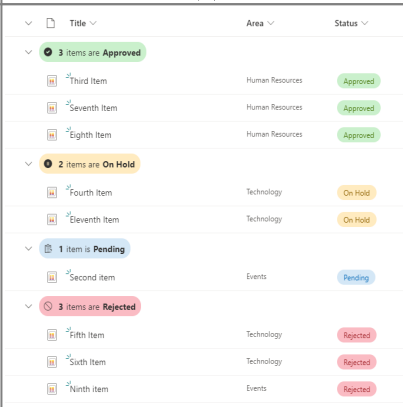 Title Area Status
3 items are Approved
Third Item Human Resources Approved
Seventh Item Human Resources Approved
Eighth Item Human Resources Approved
2 items are On Hold
Fourth Item Technology On Hold
Eleventh Item Technology On Hold
1 item is Pending
Second item Events Pending
3 items are Rejected
Fifth Item Technology Rejected
Sixth Item Technology Rejected
Ninth item Events Rejected